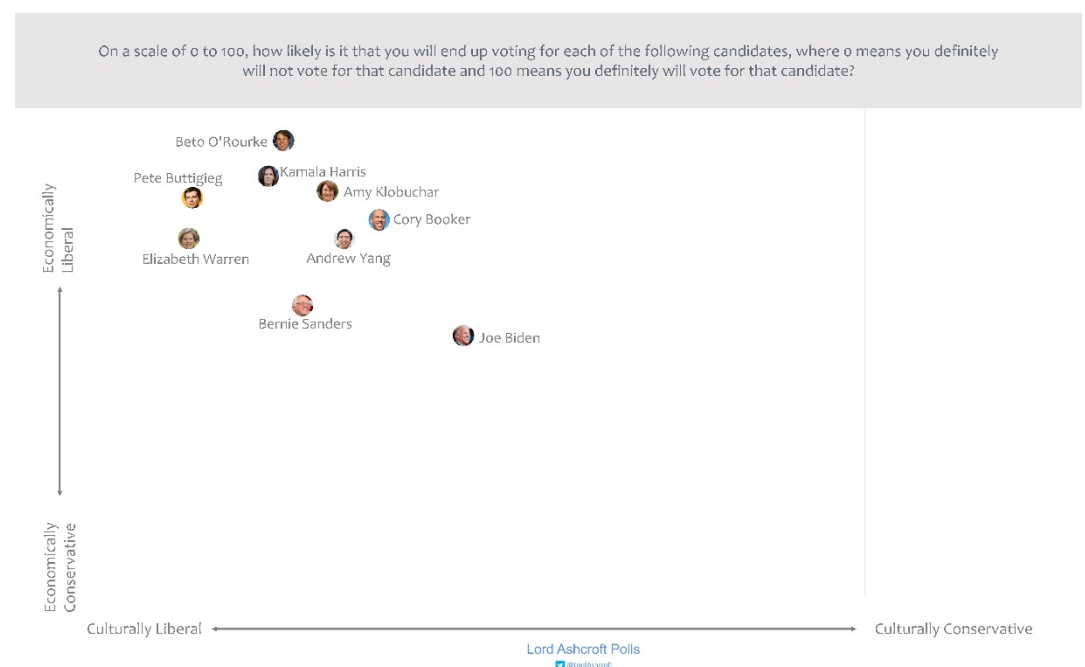 On a scale of 0 to 100, how likely is it that you will end up voting for each of the following candidates, where 0 means you definitely
will not vote for that candidate and 100 means you definitely will vote for that candidate?
Beto O'Rourke
Kamala Harris
Pete Buttigieg
Amy Klobuchar
Cory Booker
Elizabeth Warren
Andrew Yang
Bernie Sanders
Joe Biden
Economically
Liberal
Economically
Conservative
Culturally Liberal
Culturally Conservative
Lord Ashcroft Polls
@LordAshcroft